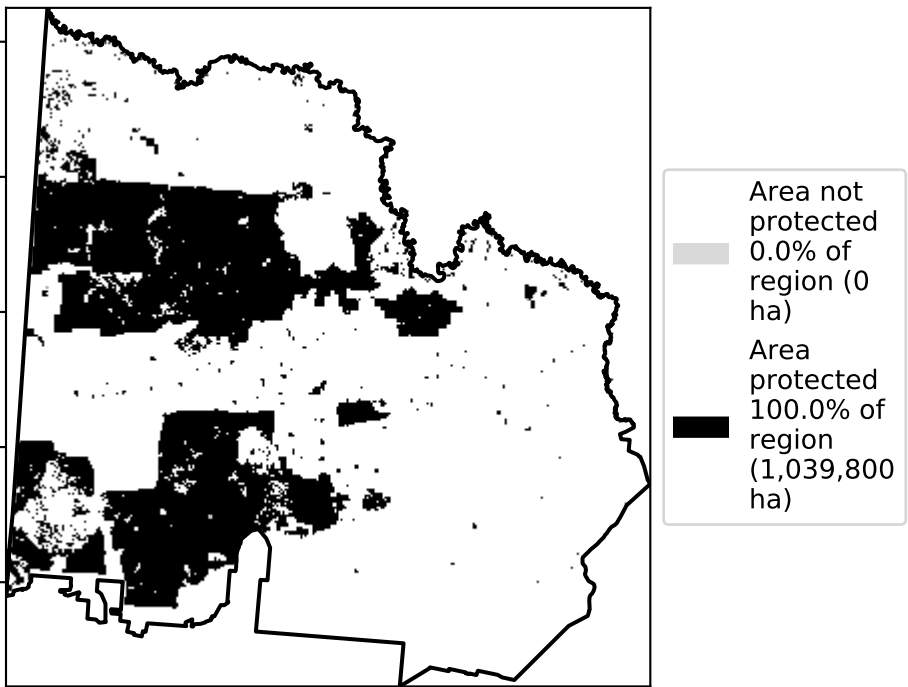 Area not
protected
0.0% of
region (0
ha)
Area
protected
100.0% of
region
(1,039,800
ha)